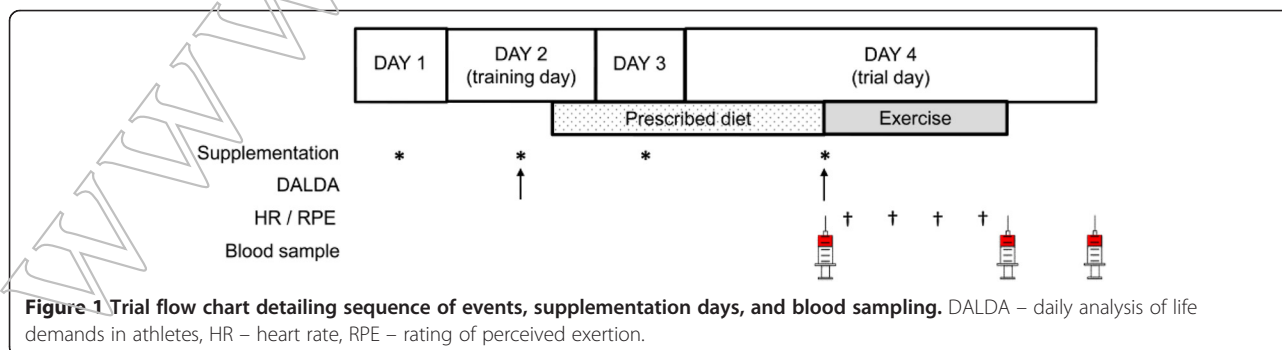 DAY 1
DAY 2
(training day)
DAY 3
DAY 4
(trial day)
Prescribed diet
Exercise
Supplementation * * * *
DALDA
HR / RPE † † † †
Blood sample
Figure 1 Trial flow chart detailing sequence of events, supplementation days, and blood sampling. DALDA – daily analysis of life
demands in athletes, HR – heart rate, RPE – rating of perceived exertion.
WWW